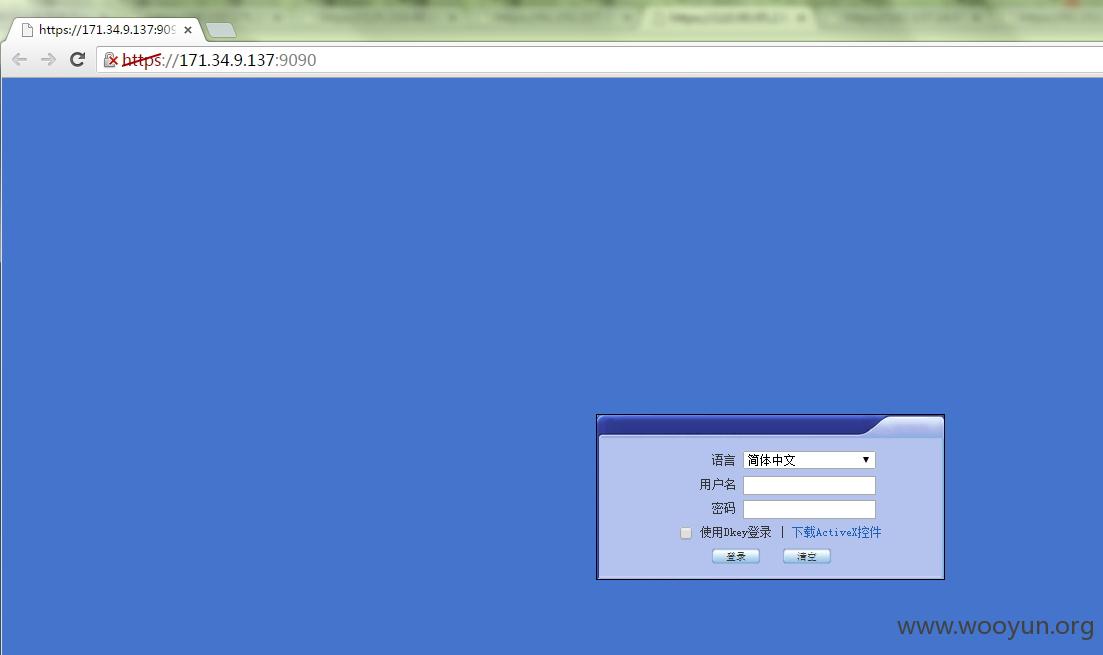 https://171.34.9.137:909
https://171.34.9.137:9090
语言 简体中文
用户名
密码
使用Dkey登录 | 下载ActiveX控件
登录 清空
www.wooyun.org